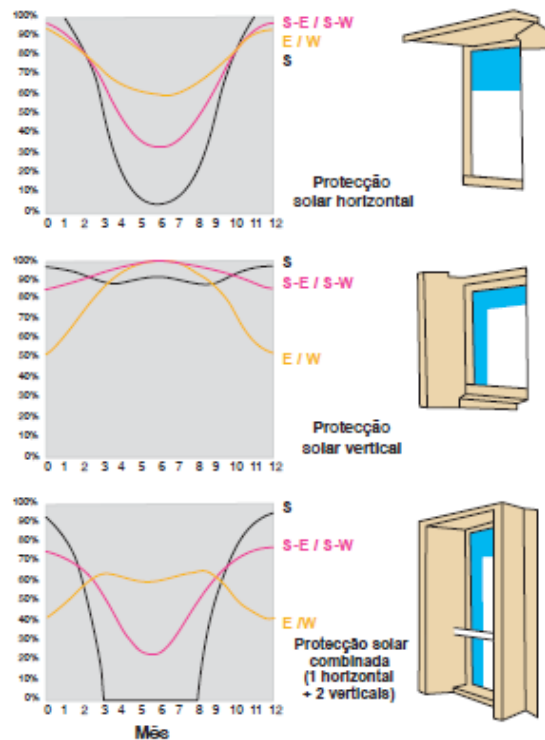 100%
90%
80%
70%
60%
50%
40%
30%
20%
10%
0%
0 1 2 3 4 5 6 7 8 9 10 11 12
S-E / S-W
E / W
S
Protecção
solar horizontal
100%
90%
80%
70%
60%
50%
40%
30%
20%
10%
0%
0 1 2 3 4 5 6 7 8 9 10 11 12
S
S-E / S-W
E / W
Protecção
solar vertical
100%
90%
80%
70%
60%
50%
40%
30%
20%
10%
0%
0 1 2 3 4 5 6 7 8 9 10 11 12
S
S-E / S-W
E /W
Protecção solar
combinada
(1 horizontal
+ 2 verticais)
Mês